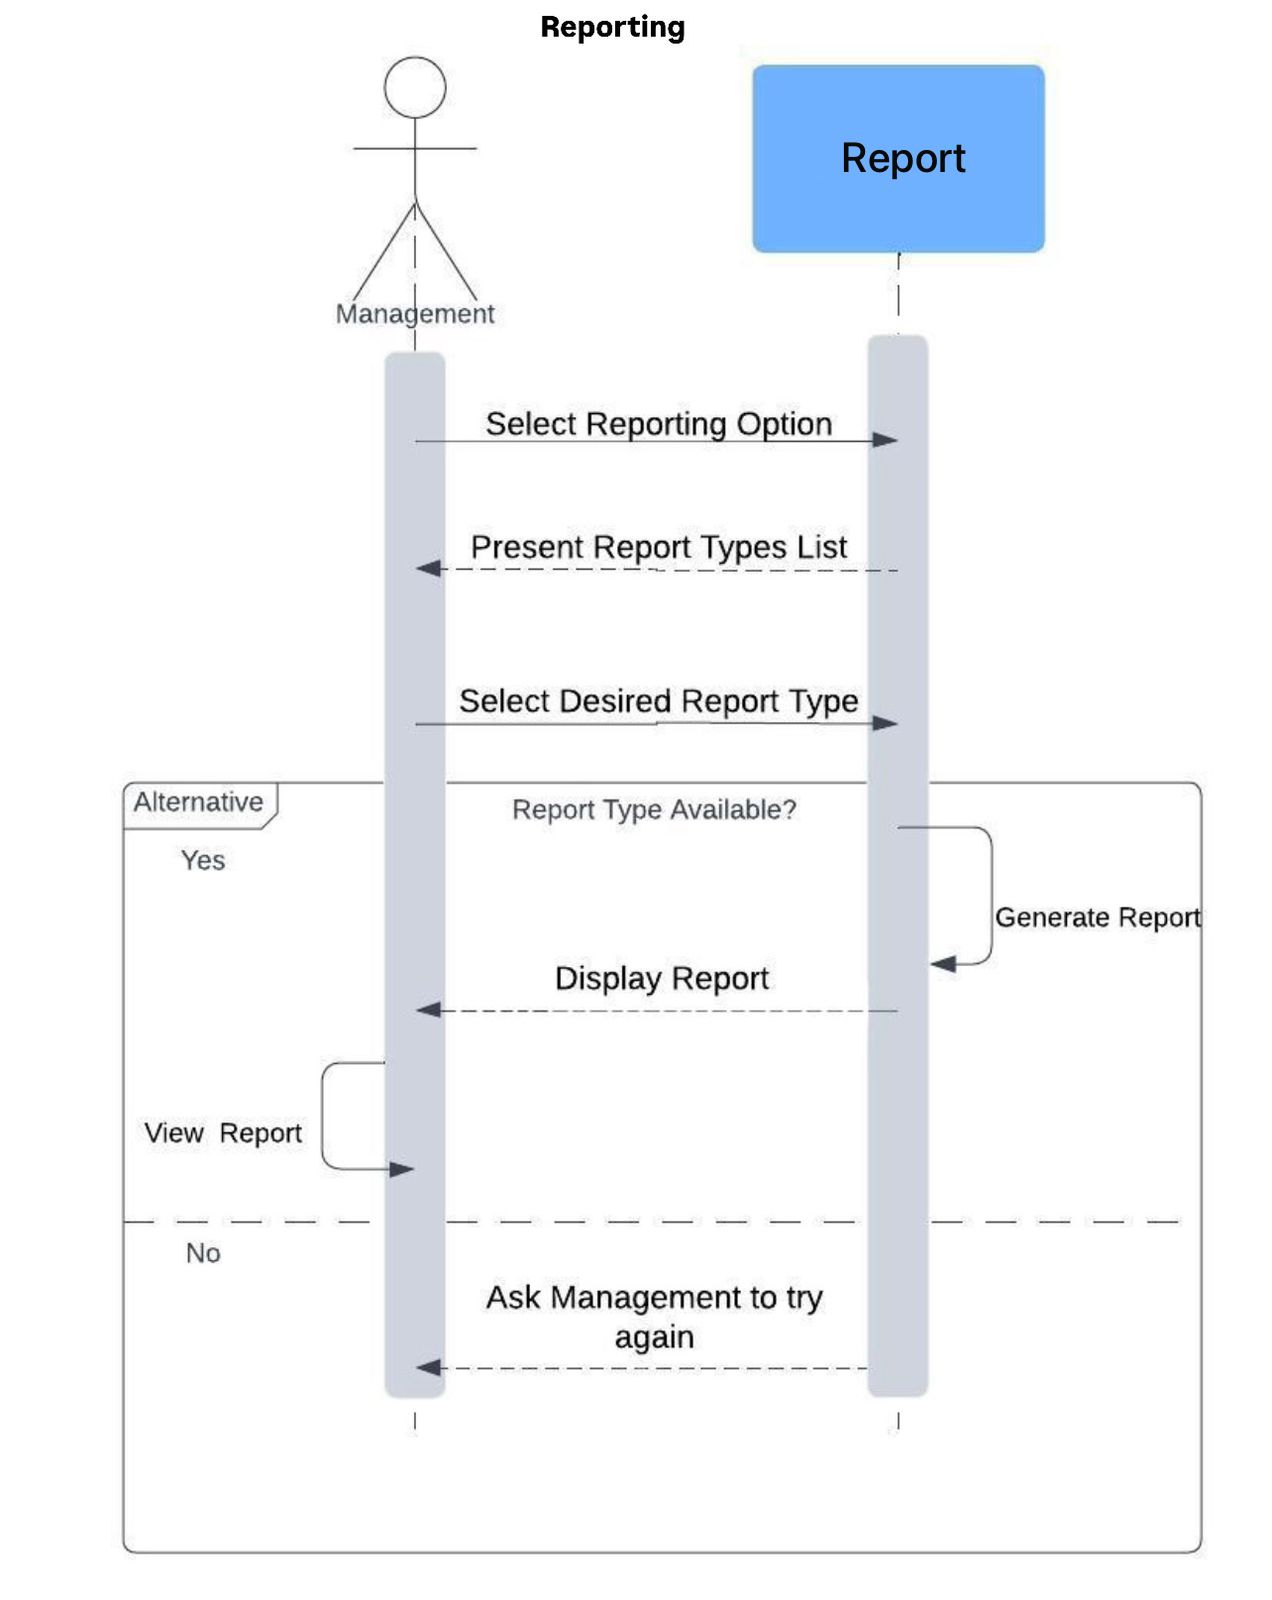 Reporting
Report
Management
Select Reporting Option
Present Report Types List
Select Desired Report Type
Alternative
Report Type Available?
Yes
Generate Report
Display Report
View Report
No
Ask Management to try
again